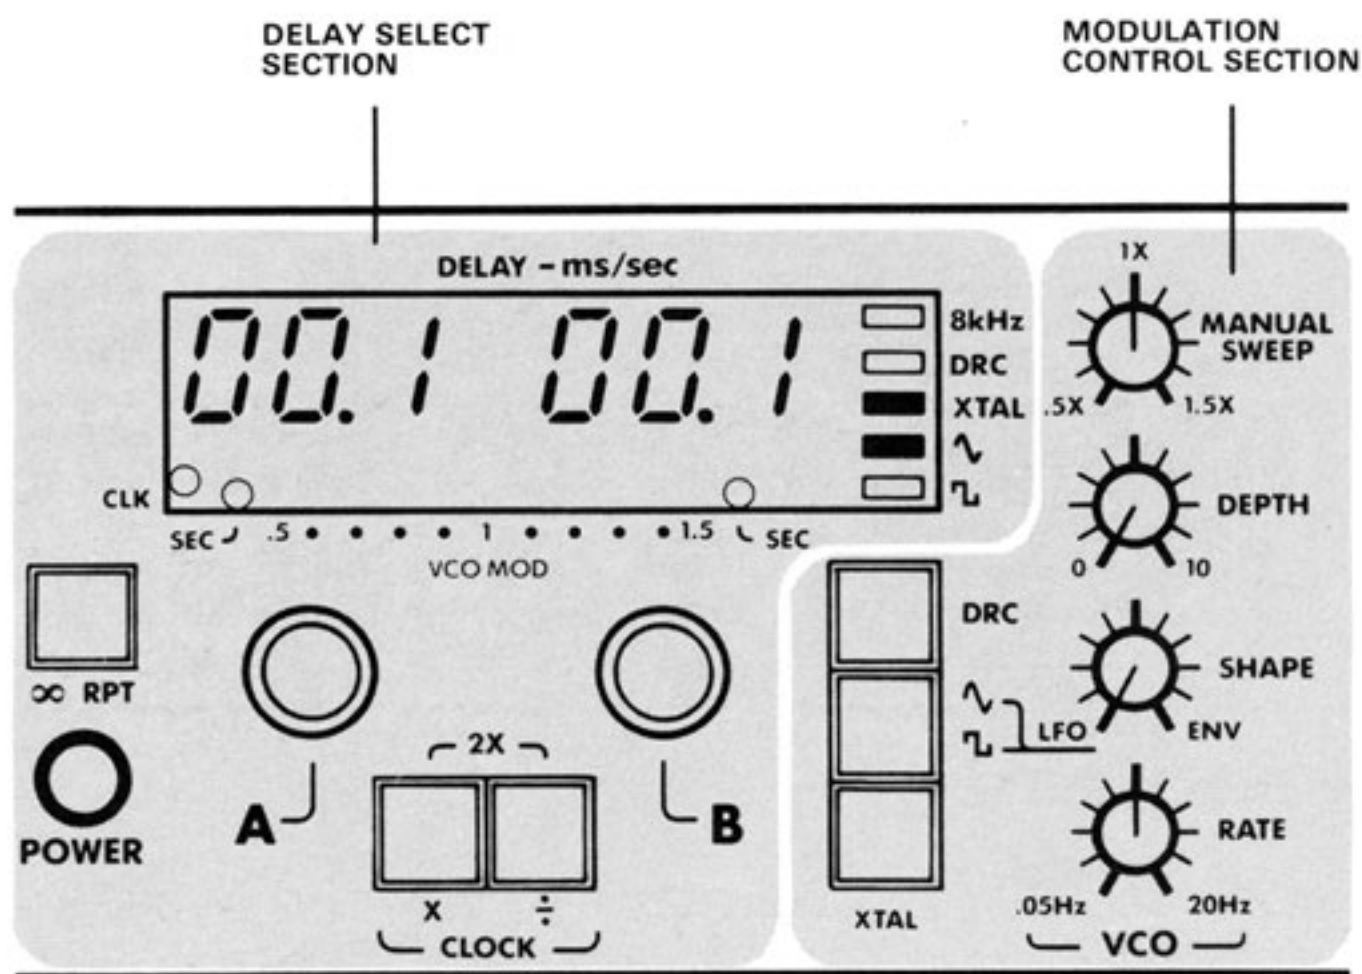 DELAY SELECT
SECTION
MODULATION
CONTROL SECTION
DELAY – ms/sec
00.1 00.1
8kHz
DRC
XTAL
CLK
SEC .5 1 1.5 SEC
VCO MOD
∞ RPT
POWER
A
B
2X
X ÷
CLOCK
DRC
LFO
XTAL
1X
MANUAL
SWEEP
.5X 1.5X
DEPTH
0 10
SHAPE
ENV
RATE
.05Hz 20Hz
VCO